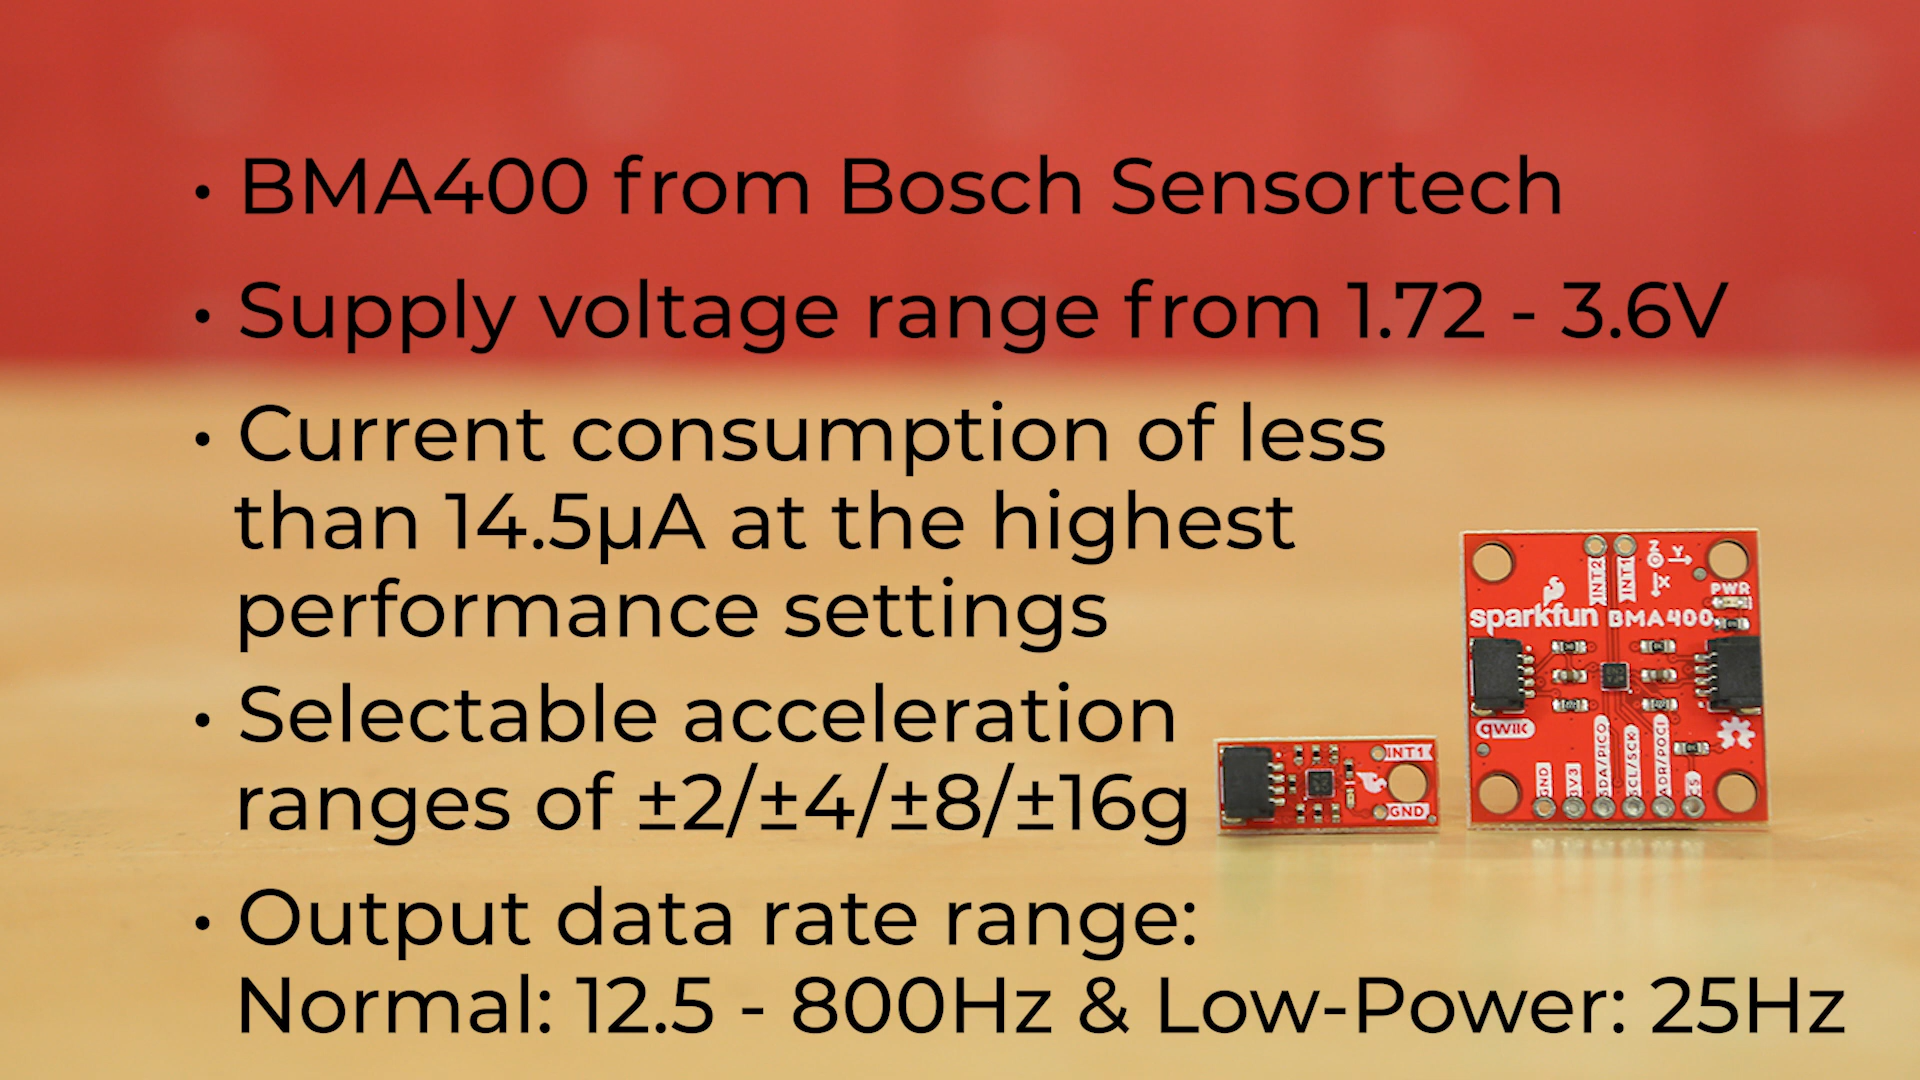 • BMA400 from Bosch Sensortech
• Supply voltage range from 1.72 - 3.6V
• Current consumption of less
than 14.5µA at the highest
performance settings
• Selectable acceleration
ranges of ±2/±4/±8/±16g
• Output data rate range:
Normal: 12.5 - 800Hz & Low-Power: 25Hz
INT2
INT1
Z
Y
X
PWR
sparkfun BMA400
qwiic
GND
3V3
SDA/PICO
SCL/SCK
ADR/POCI
CS
INT1
GND